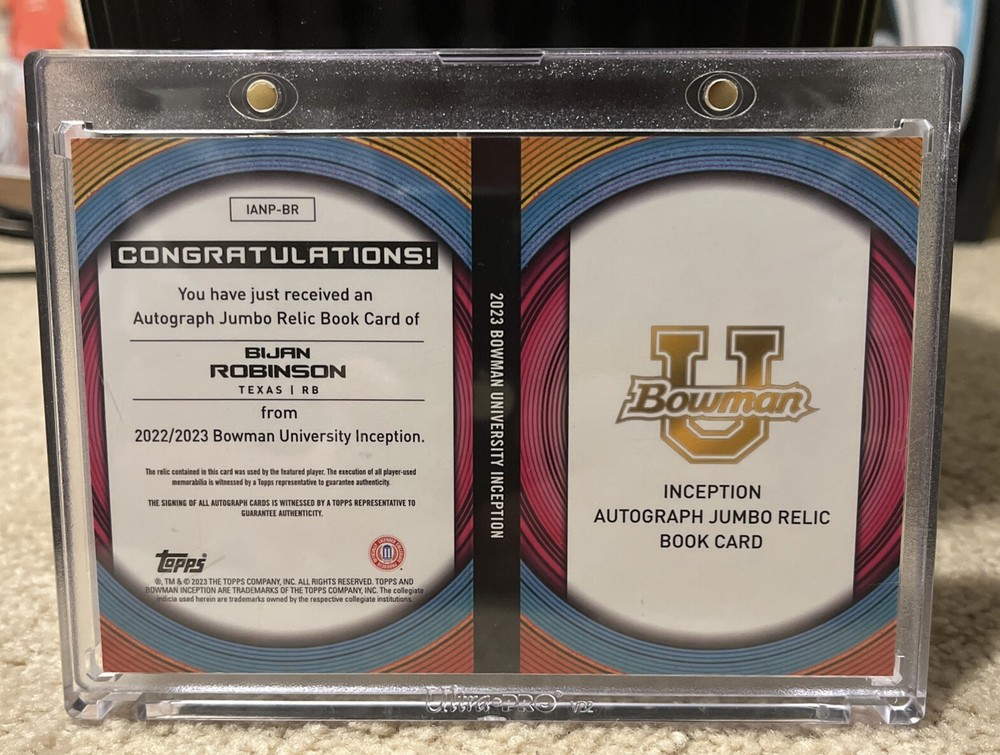 IANP-BR
CONGRATULATIONS!
You have just received an
Autograph Jumbo Relic Book Card of
BIJAN
ROBINSON
TEXAS | RB
from
2022/2023 Bowman University Inception.
The relic contained in this card was used by the featured player. The execution of all player-used
memorabilia is witnessed by a Topps representative to guarantee authenticity.
THE SIGNING OF ALL AUTOGRAPH CARDS IS WITNESSED BY A TOPPS REPRESENTATIVE TO
GUARANTEE AUTHENTICITY.
Topps
®, TM & © 2023 THE TOPPS COMPANY, INC. ALL RIGHTS RESERVED. TOPPS AND
BOWMAN INCEPTION ARE TRADEMARKS OF THE TOPPS COMPANY, INC. The collegiate
indicia used herein are trademarks owned by the respective collegiate institutions.
2023 BOWMAN UNIVERSITY INCEPTION
U
Bowman
INCEPTION
AUTOGRAPH JUMBO RELIC
BOOK CARD
Ultra·PRO